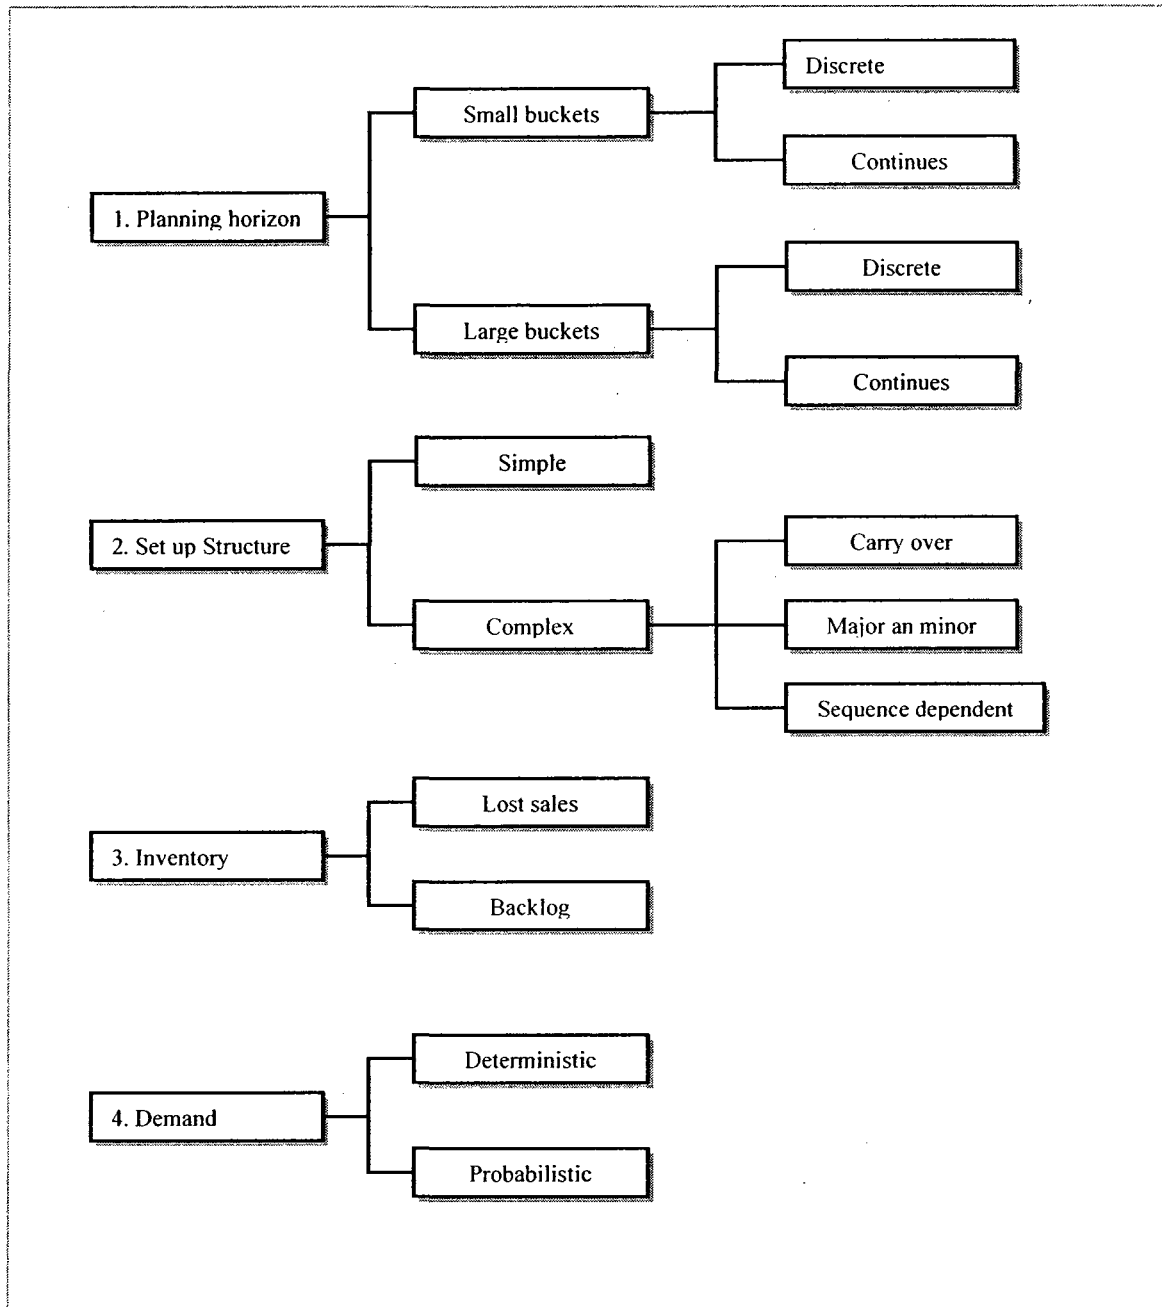 Discrete
Small buckets
Continues
1. Planning horizon
Discrete
Large buckets
Continues
Simple
2. Set up Structure
Carry over
Complex
Major an minor
Sequence dependent
Lost sales
3. Inventory
Backlog
Deterministic
4. Demand
Probabilistic